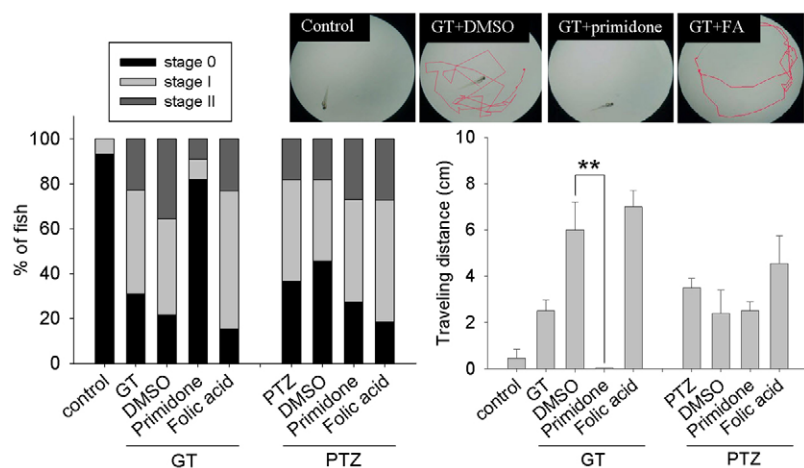 Control
GT+DMSO
GT+primidone
GT+FA
stage 0
stage I
stage II
% of fish
100
80
60
40
20
0
control
GT
DMSO
Primidone
Folic acid
PTZ
DMSO
Primidone
Folic acid
GT
PTZ
Traveling distance (cm)
10
8
6
4
2
0
**
control
GT
DMSO
Primidone
Folic acid
PTZ
DMSO
Primidone
Folic acid
GT
PTZ